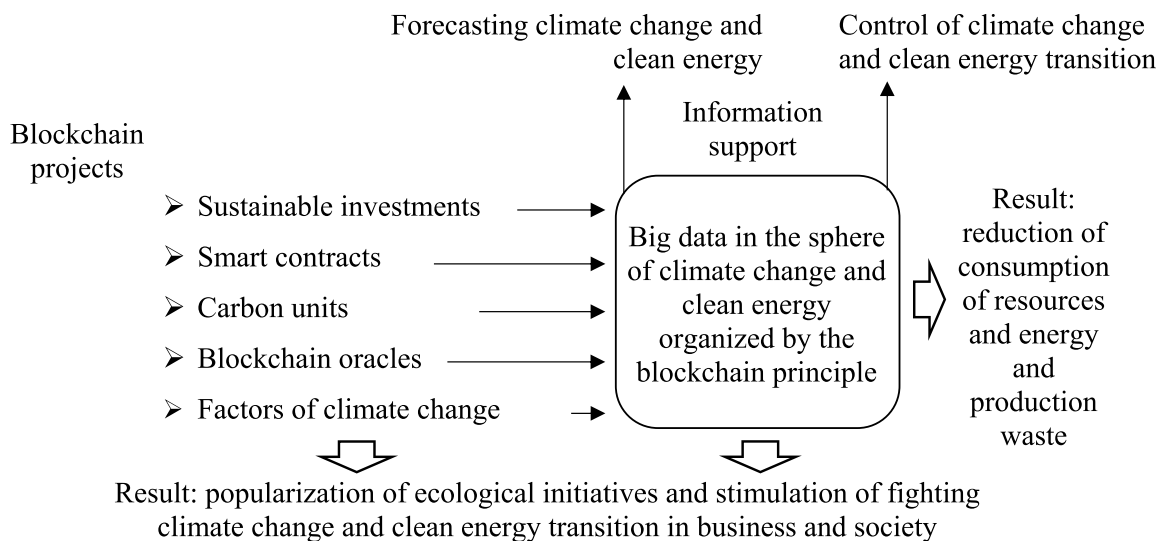 Forecasting climate change and
clean energy
Control of climate change
and clean energy transition
Information
support
Blockchain
projects
➢ Sustainable investments
➢ Smart contracts
➢ Carbon units
➢ Blockchain oracles
➢ Factors of climate change
Big data in the sphere
of climate change and
clean energy
organized by the
blockchain principle
Result:
reduction of
consumption
of resources
and energy
and
production
waste
Result: popularization of ecological initiatives and stimulation of fighting
climate change and clean energy transition in business and society